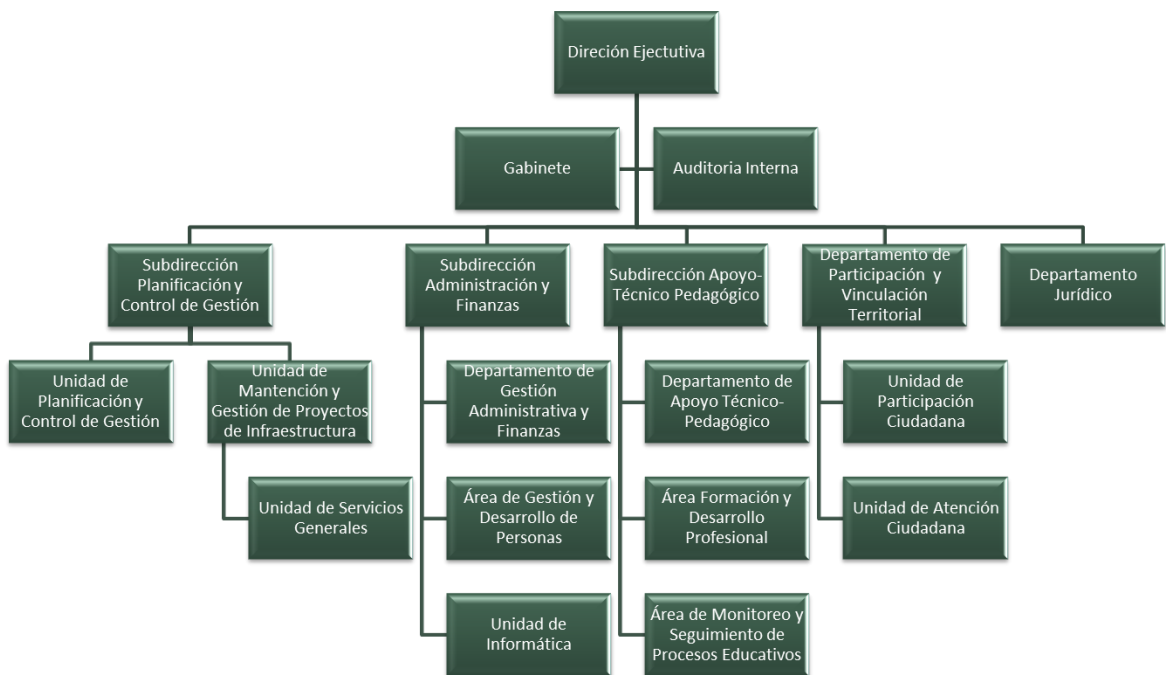 Direción Ejectutiva
Gabinete
Auditoria Interna
Subdirección
Planificación y
Control de Gestión
Subdirección
Administración y
Finanzas
Subdirección Apoyo-
Técnico Pedagógico
Departamento de
Participación y
Vinculación
Territorial
Departamento
Jurídico
Unidad de
Planificación y
Control de Gestión
Unidad de
Mantención y
Gestión de Proyectos
de Infraestructura
Departamento de
Gestión
Administrativa y
Finanzas
Departamento de
Apoyo Técnico-
Pedagógico
Unidad de
Participación
Ciudadana
Unidad de Servicios
Generales
Área de Gestión y
Desarrollo de
Personas
Área Formación y
Desarrollo
Profesional
Unidad de Atención
Ciudadana
Unidad de
Informática
Área de Monitoreo y
Seguimiento de
Procesos Educativos